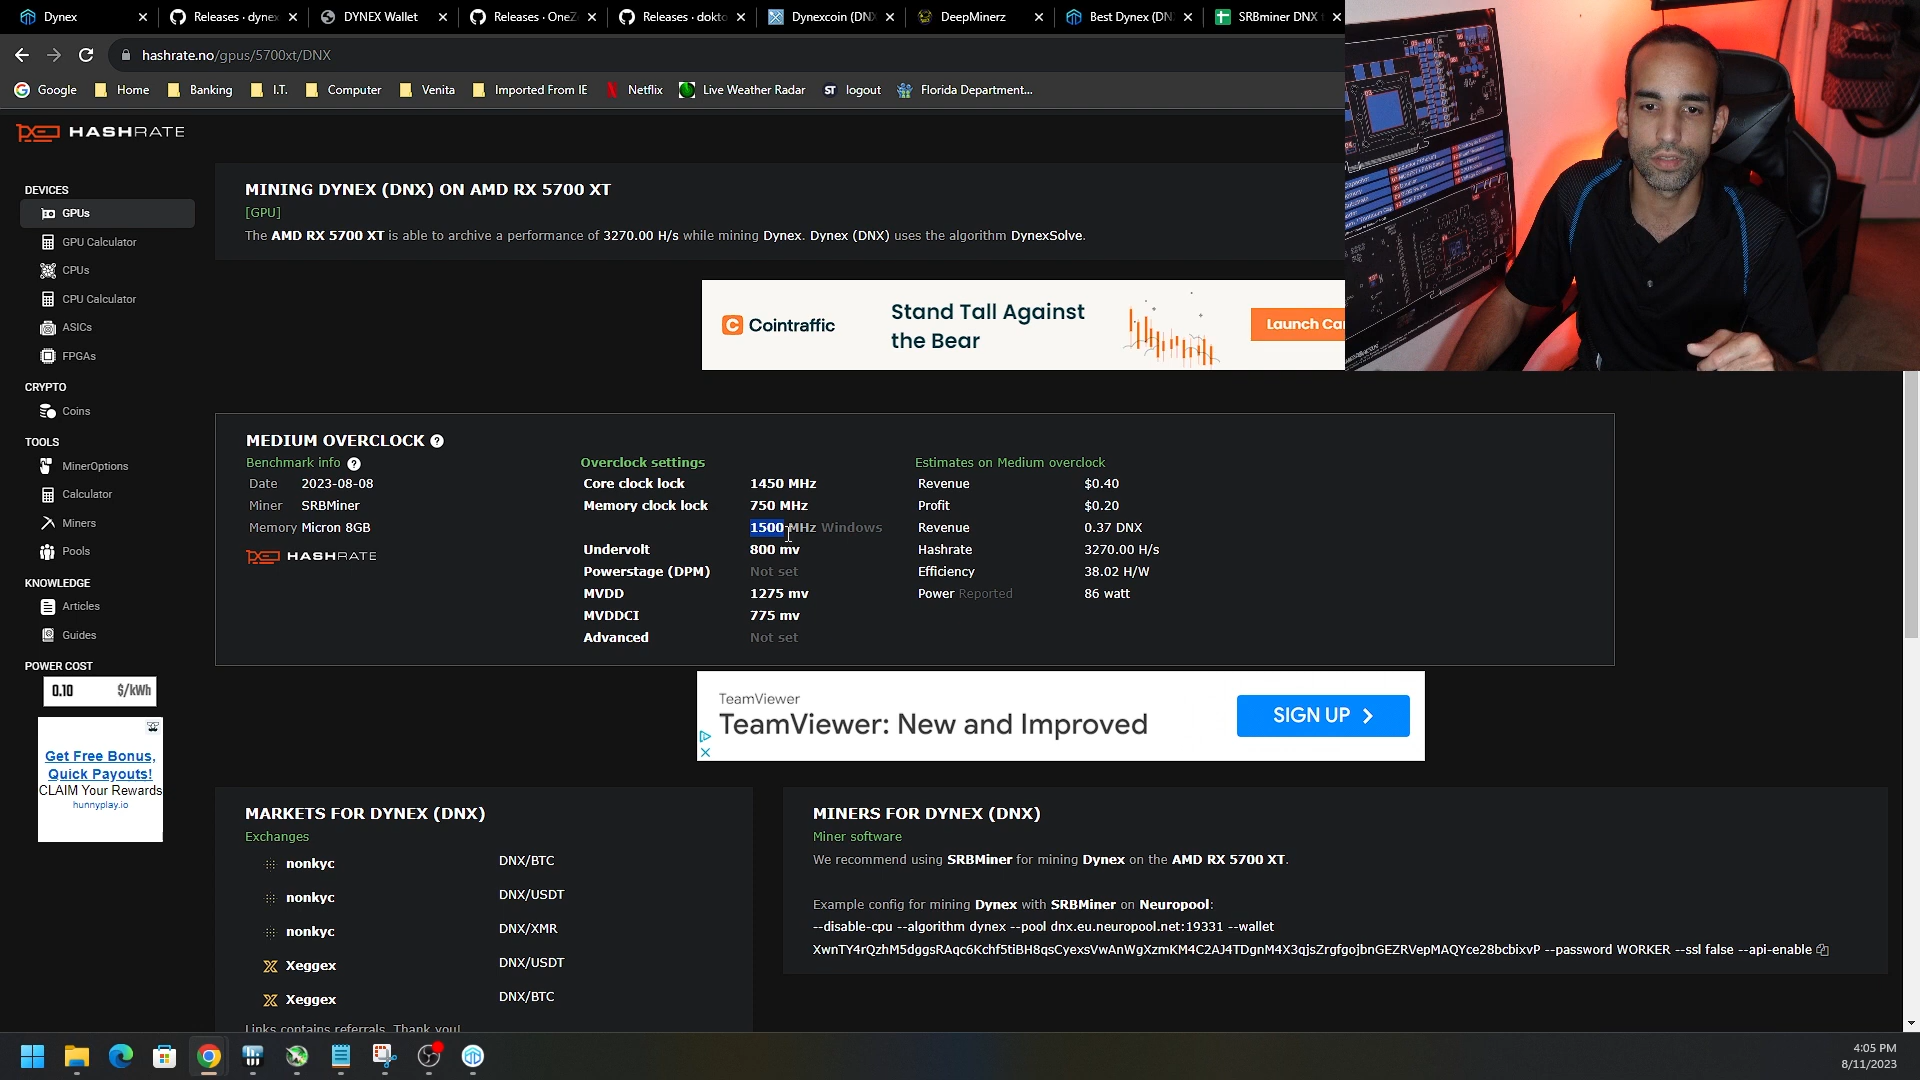 Dynex
Releases · dynex
DYNEX Wallet
Releases · OneZ
Releases · dokto
Dynexcoin (DNX
DeepMinerz
Best Dynex (DN
SRBminer DNX
hashrate.no/gpus/5700xt/DNX
Google
Home
Banking
I.T.
Computer
Venita
Imported From IE
Netflix
Live Weather Radar
ST logout
Florida Department...
HASHRATE
DEVICES
GPUs
GPU Calculator
CPUs
CPU Calculator
ASICs
FPGAs
CRYPTO
Coins
TOOLS
MinerOptions
Calculator
Miners
Pools
KNOWLEDGE
Articles
Guides
POWER COST
0.10 $/kWh
Get Free Bonus,
Quick Payouts!
CLAIM Your Rewards
hunnyplay.io
MINING DYNEX (DNX) ON AMD RX 5700 XT
[GPU]
The AMD RX 5700 XT is able to archive a performance of 3270.00 H/s while mining Dynex. Dynex (DNX) uses the algorithm DynexSolve.
Cointraffic
Stand Tall Against
the Bear
Launch Ca
MEDIUM OVERCLOCK ?
Benchmark info ?
Date 2023-08-08
Miner SRBMiner
Memory Micron 8GB
HASHRATE
Overclock settings
Core clock lock 1450 MHz
Memory clock lock 750 MHz
1500 MHz Windows
Undervolt 800 mv
Powerstage (DPM) Not set
MVDD 1275 mv
MVDDCI 775 mv
Advanced Not set
Estimates on Medium overclock
Revenue $0.40
Profit $0.20
Revenue 0.37 DNX
Hashrate 3270.00 H/s
Efficiency 38.02 H/W
Power Reported 86 watt
TeamViewer
TeamViewer: New and Improved
SIGN UP >
MARKETS FOR DYNEX (DNX)
Exchanges
nonkyc DNX/BTC
nonkyc DNX/USDT
nonkyc DNX/XMR
Xeggex DNX/USDT
Xeggex DNX/BTC
Links contains referrals. Thank you!
MINERS FOR DYNEX (DNX)
Miner software
We recommend using SRBMiner for mining Dynex on the AMD RX 5700 XT.
Example config for mining Dynex with SRBMiner on Neuropool:
--disable-cpu --algorithm dynex --pool dnx.eu.neuropool.net:19331 --wallet
XwnTY4rQzhM5dggsRAqc6Kchf5tiBH8qsCyexsVwAnWgXzmKM4C2AJ4TDgnM4X3qjsZrgfgojbnGEZRVepMAQYce28bcbixvP --password WORKER --ssl false --api-enable
4:05 PM
8/11/2023